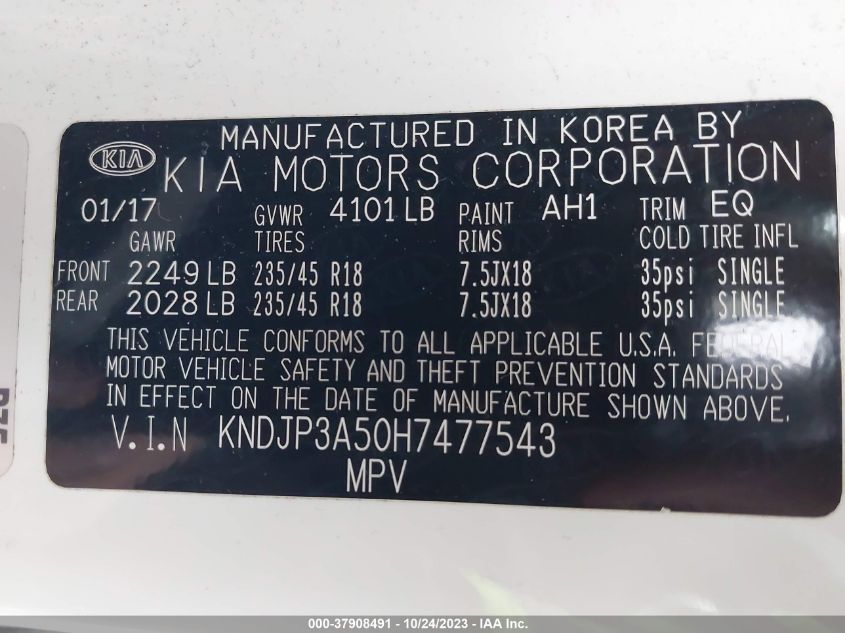 MANUFACTURED IN KOREA BY
KIA KIA MOTORS CORPORATION
01/17 GVWR 4101 LB PAINT AH1 TRIM EQ
GAWR TIRES RIMS COLD TIRE INFL
FRONT 2249 LB 235/45 R18 7.5JX18 35psi SINGLE
REAR 2028 LB 235/45 R18 7.5JX18 35psi SINGLE
THIS VEHICLE CONFORMS TO ALL APPLICABLE U.S.A. FEDERAL
MOTOR VEHICLE SAFETY AND THEFT PREVENTION STANDARDS
IN EFFECT ON THE DATE OF MANUFACTURE SHOWN ABOVE.
V.I.N KNDJP3A50H7477543
MPV
000-37908491 - 10/24/2023 - IAA Inc.